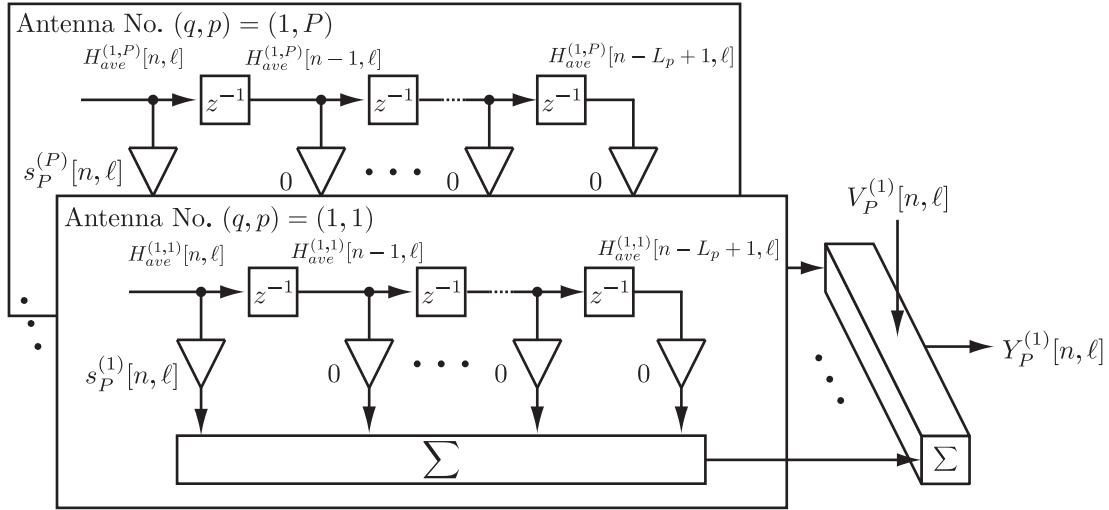 Antenna No. (q, p) = (1, P)
H_{ave}^{(1,P)}[n, ℓ] H_{ave}^{(1,P)}[n − 1, ℓ] H_{ave}^{(1,P)}[n − L_p + 1, ℓ]
z^{-1} z^{-1} z^{-1}
s_P^{(P)}[n, ℓ] 0 0 0
Antenna No. (q, p) = (1, 1)
V_P^{(1)}[n, ℓ]
H_{ave}^{(1,1)}[n, ℓ] H_{ave}^{(1,1)}[n − 1, ℓ] H_{ave}^{(1,1)}[n − L_p + 1, ℓ]
z^{-1} z^{-1} z^{-1}
Y_P^{(1)}[n, ℓ]
s_P^{(1)}[n, ℓ] 0 0 0
∑ ∑